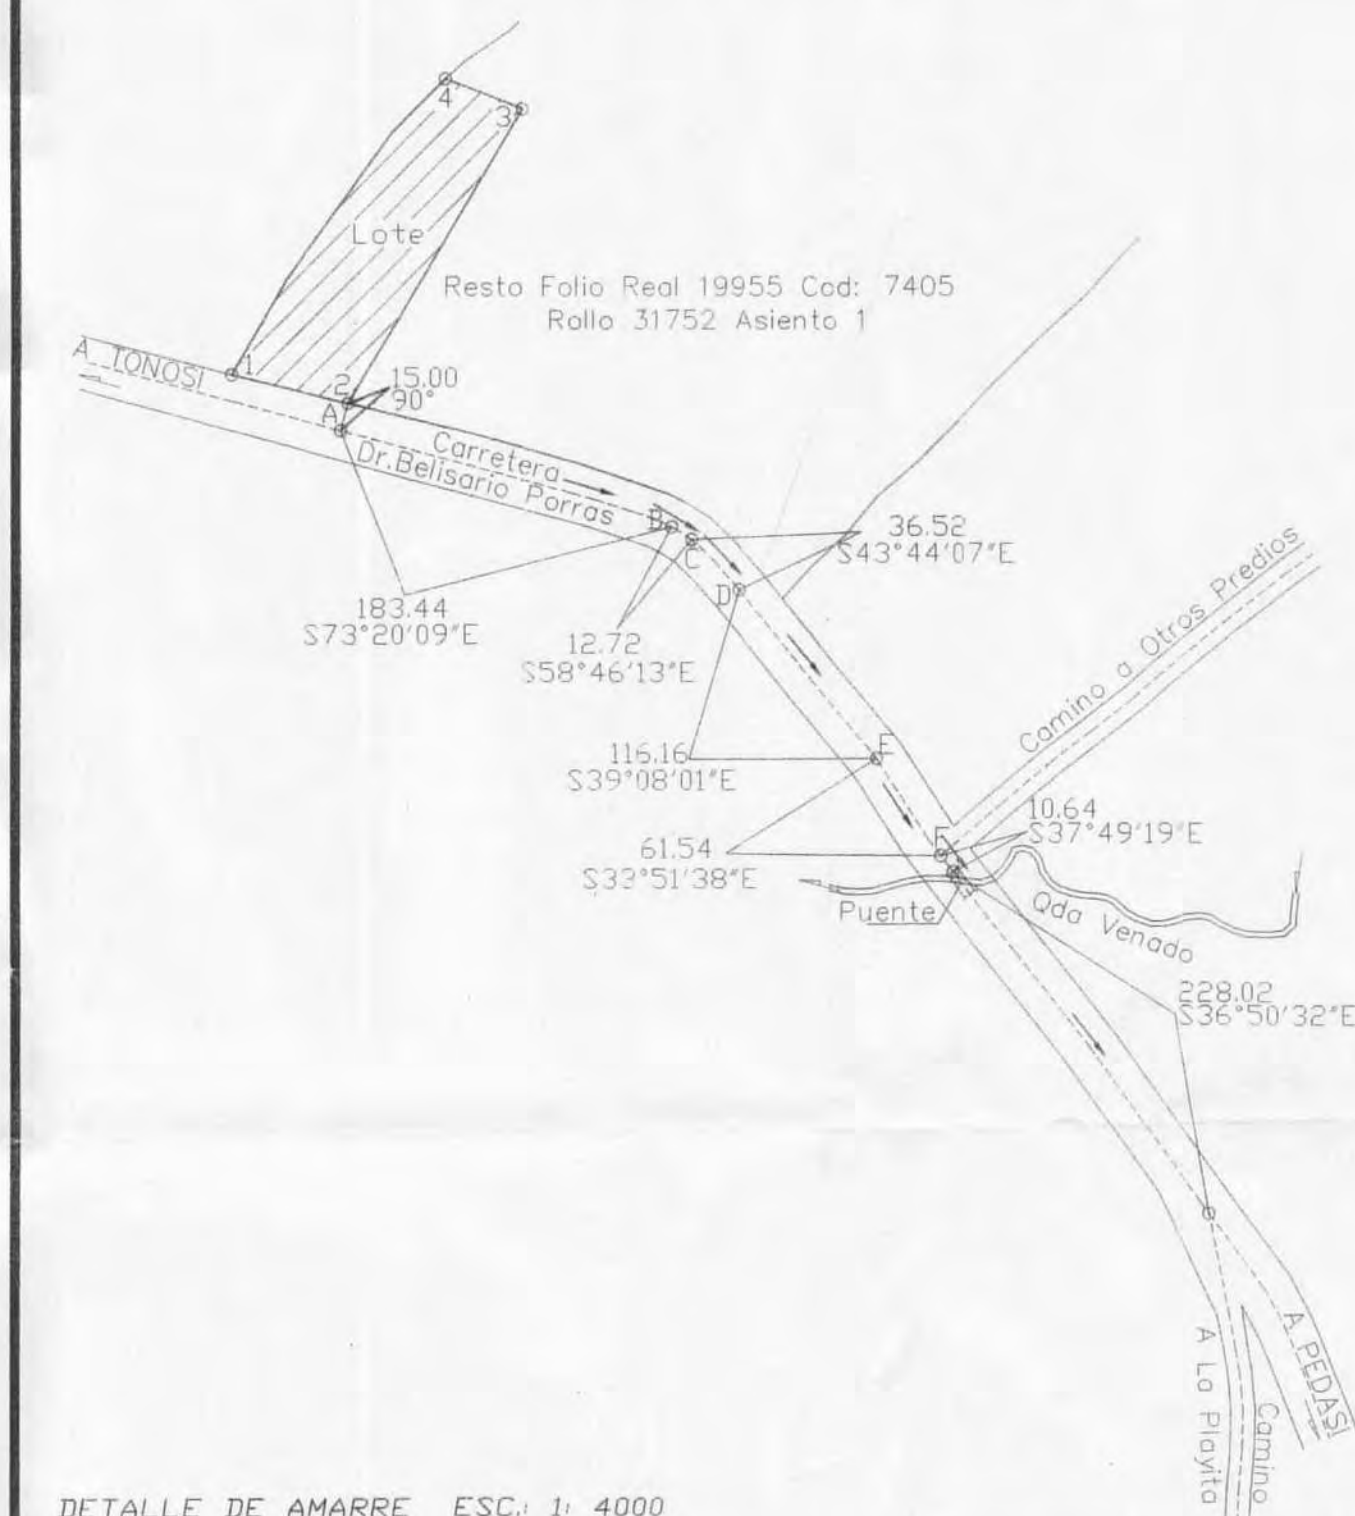 4
3
Lote
Resto Folio Real 19955 Cod: 7405
Rollo 31752 Asiento 1
A TONOSI
1
2
15.00
90°
A
Carretera
Dr.Belisario Porras
B
C
D
36.52
S43°44'07"E
183.44
S73°20'09"E
12.72
S58°46'13"E
Camino a Otros Predios
116.16
S39°08'01"E
E
10.64
S37°49'19"E
F
61.54
S33°51'38"E
Puente
Qda Venado
228.02
S36°50'32"E
A PEDASI
A La Playita
Camino
DETALLE DE AMARRE ESC.: 1: 4000